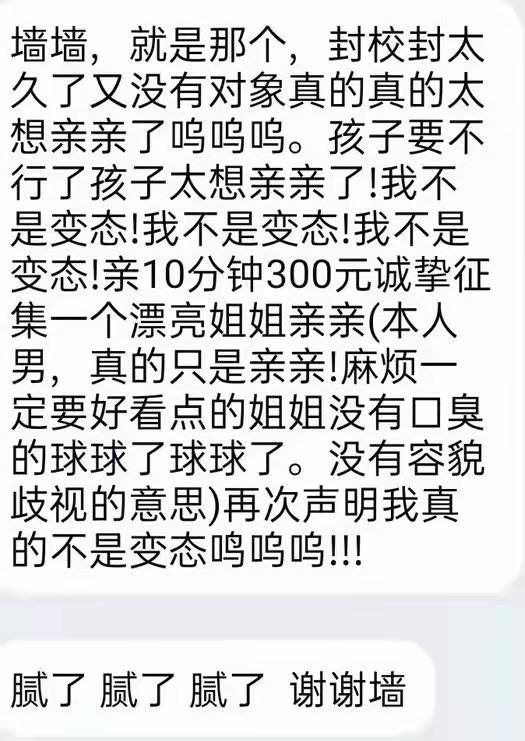 墙墙，就是那个，封校封太
久了又没有对象真的真的太
想亲亲了呜呜呜。孩子要不
行了孩子太想亲亲了!我不
是变态!我不是变态!我不是
变态!亲10分钟300元诚挚征
集一个漂亮姐姐亲亲(本人
男，真的只是亲亲!麻烦一
定要好看点的姐姐没有口臭
的球球了球球了。没有容貌
歧视的意思)再次声明我真
的不是变态呜呜呜!!!
腻了 腻了 腻了 谢谢墙